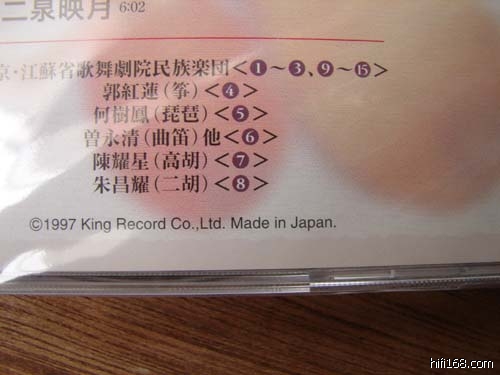 二泉映月 6:02
京・江蘇省歌舞劇院民族楽団<❶～❸、❾～⓯>
郭紅蓮(筝)<❹>
何樹鳳(琵琶)<❺>
曽永清(曲笛)他<❻>
陳耀星(高胡)<❼>
朱昌耀(二胡)<❽>
©1997 King Record Co.,Ltd. Made in Japan.
hifi168.com